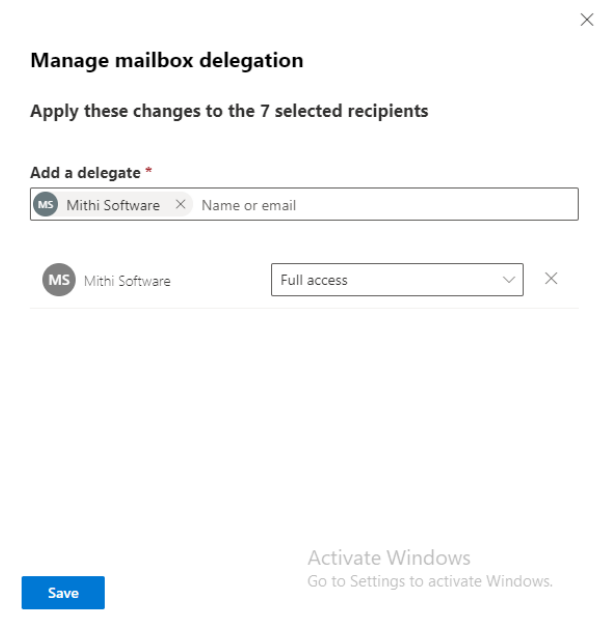 Manage mailbox delegation
Apply these changes to the 7 selected recipients
Add a delegate *
MS Mithi Software Name or email
MS Mithi Software Full access
Activate Windows
Go to Settings to activate Windows.
Save